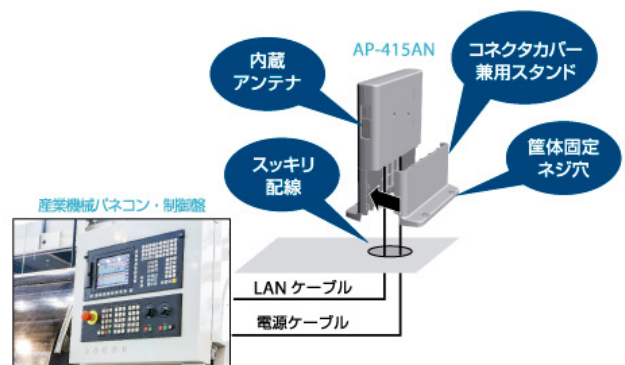 内蔵
アンテナ
AP-415AN
コネクタカバー
兼用スタンド
筐体固定
ネジ穴
スッキリ
配線
産業機械パネコン・制御盤
LAN ケーブル
電源ケーブル